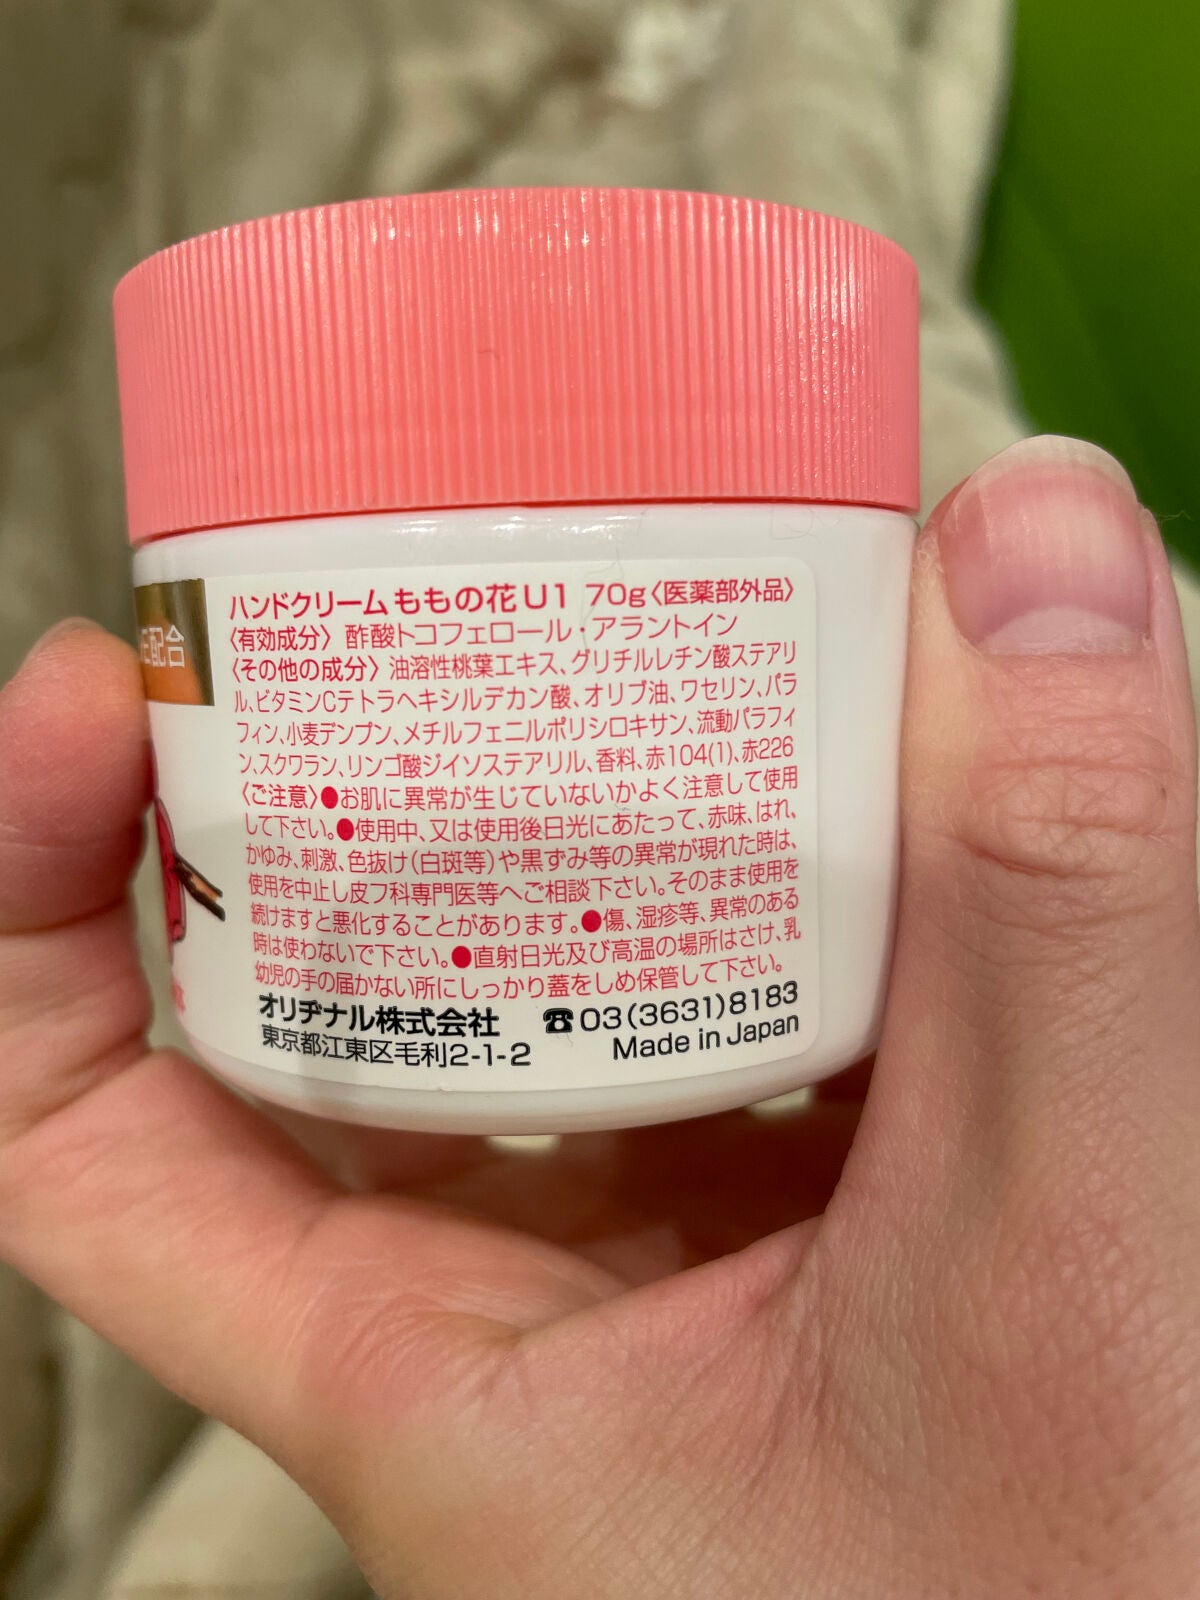 ハンドクリームももの花U1 70g〈医薬部外品〉
〈有効成分〉酢酸トコフェロール・アラントイン
〈その他の成分〉油溶性桃葉エキス、グリチルレチン酸ステアリ
ル、ビタミンCテトラヘキシルデカン酸、オリブ油、ワセリン、パラ
フィン、小麦デンプン、メチルフェニルポリシロキサン、流動パラフィ
ン、スクワラン、リンゴ酸ジイソステアリル、香料、赤104(1)、赤226
〈ご注意〉●お肌に異常が生じていないかよく注意して使用
して下さい。●使用中、又は使用後日光にあたって、赤味、はれ、
かゆみ、刺激、色抜け(白斑等)や黒ずみ等の異常が現れた時は、
使用を中止し皮フ科専門医等へご相談下さい。そのまま使用を
続けますと悪化することがあります。●傷、湿疹等、異常のある
時は使わないで下さい。●直射日光及び高温の場所はさけ、乳
幼児の手の届かない所にしっかり蓋をしめ保管して下さい。
オリヂナル株式会社 ☎03(3631)8183
東京都江東区毛利2-1-2 Made in Japan
E配合